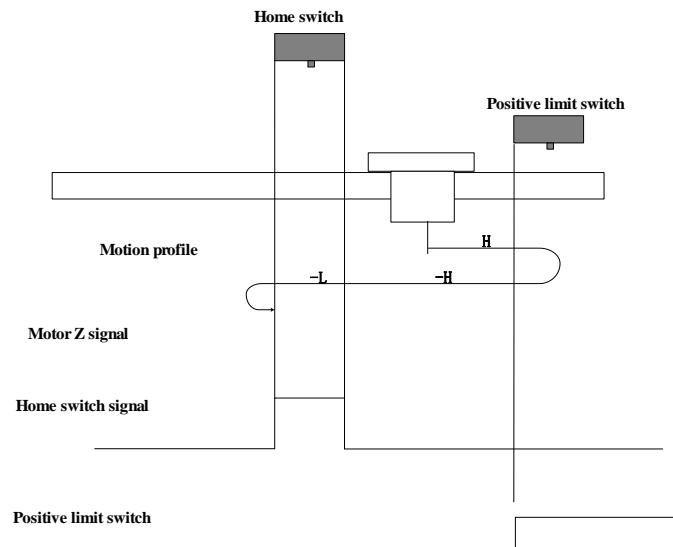 Home switch
Positive limit switch
Motion profile
H
-L
-H
Motor Z signal
Home switch signal
Positive limit switch